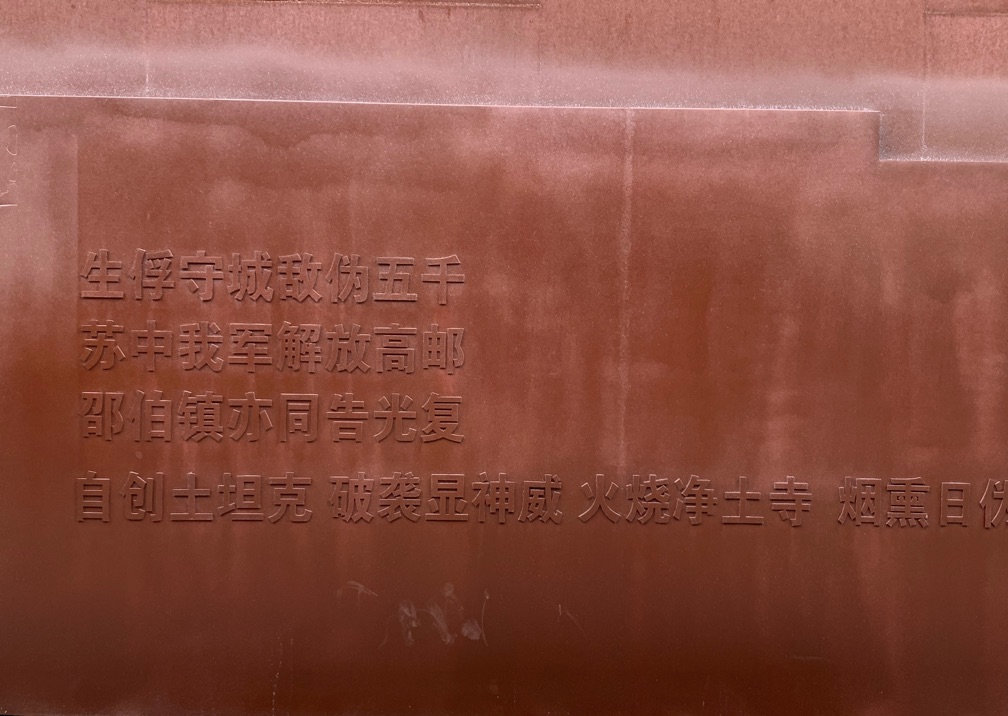 生俘守城敌伪五千
苏中我军解放高邮
邵伯镇亦同告光复
自创土坦克 破袭显神威 火烧净土寺 烟熏日伪